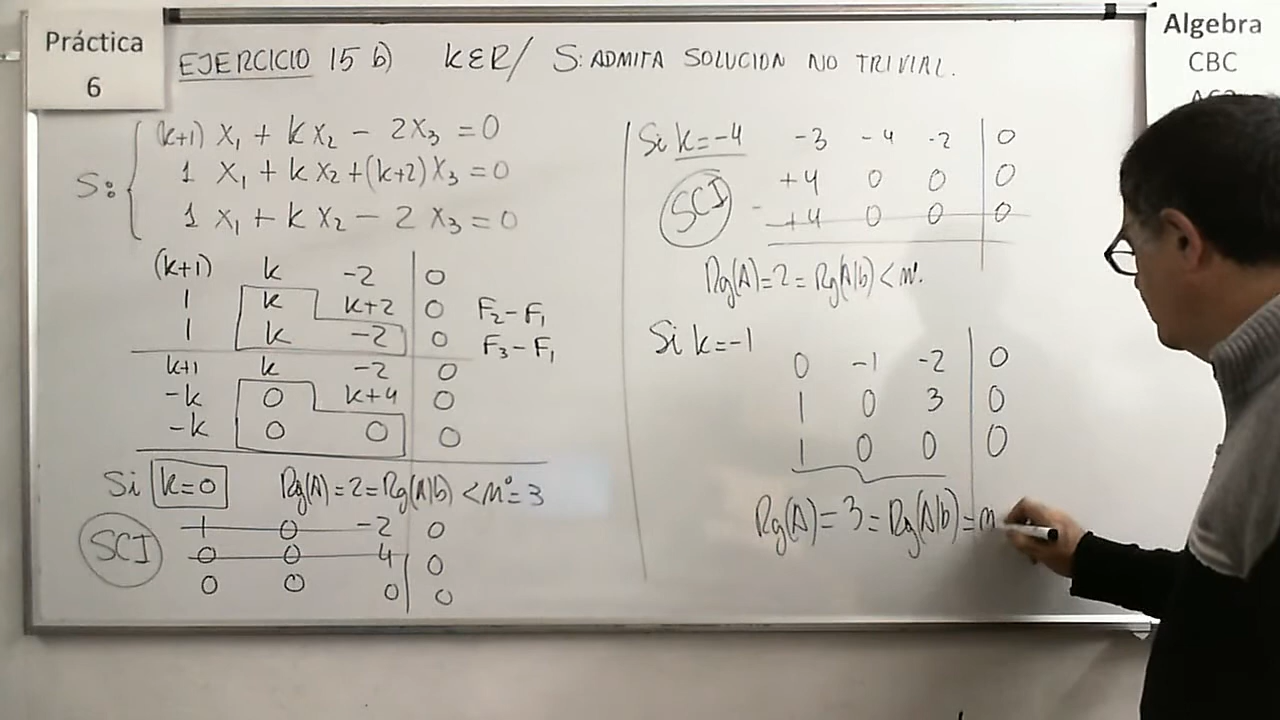 Práctica
6
EJERCICIO 15 b) K∈R/ S: ADMITA SOLUCION NO TRIVIAL.
Algebra
CBC
S: (k+1) X₁ + k X₂ - 2X₃ = 0
1 X₁ + k X₂ + (k+2) X₃ = 0
1 X₁ + k X₂ - 2 X₃ = 0
(k+1) k -2 | 0
1 k k+2 | 0 F₂-F₁
1 k -2 | 0 F₃-F₁
k+1 k -2 | 0
-k 0 k+4 | 0
-k 0 0 | 0
Si k=0 Rg(A)=2=Rg(A|b) < nº=3
SCI
1 0 -2 | 0
0 0 4 | 0
0 0 0 | 0
Si k=-4 -3 -4 -2 | 0
SCI
+4 0 0 | 0
- +4 0 0 | 0
Rg(A)=2=Rg(A|b)<nº.
Si k=-1
0 -1 -2 | 0
1 0 3 | 0
1 0 0 | 0
Rg(A)=3=Rg(A|b)=n